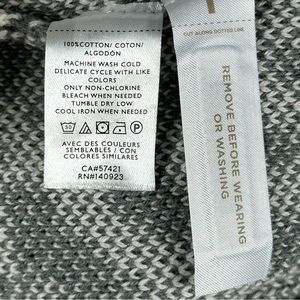 100%COTTON/ COTON/
ALGODÓN
MACHINE WASH COLD
DELICATE CYCLE WITH LIKE
COLORS
ONLY NON-CHLORINE
BLEACH WHEN NEEDED
TUMBLE DRY LOW
COOL IRON WHEN NEEDED
30
AVEC DES COULEURS
SEMBLABLES / CON
COLORES SIMILARES
CA#57421
RN#140923
CUT ALONG DOTTED LINE
REMOVE BEFORE WEARING
OR WASHING